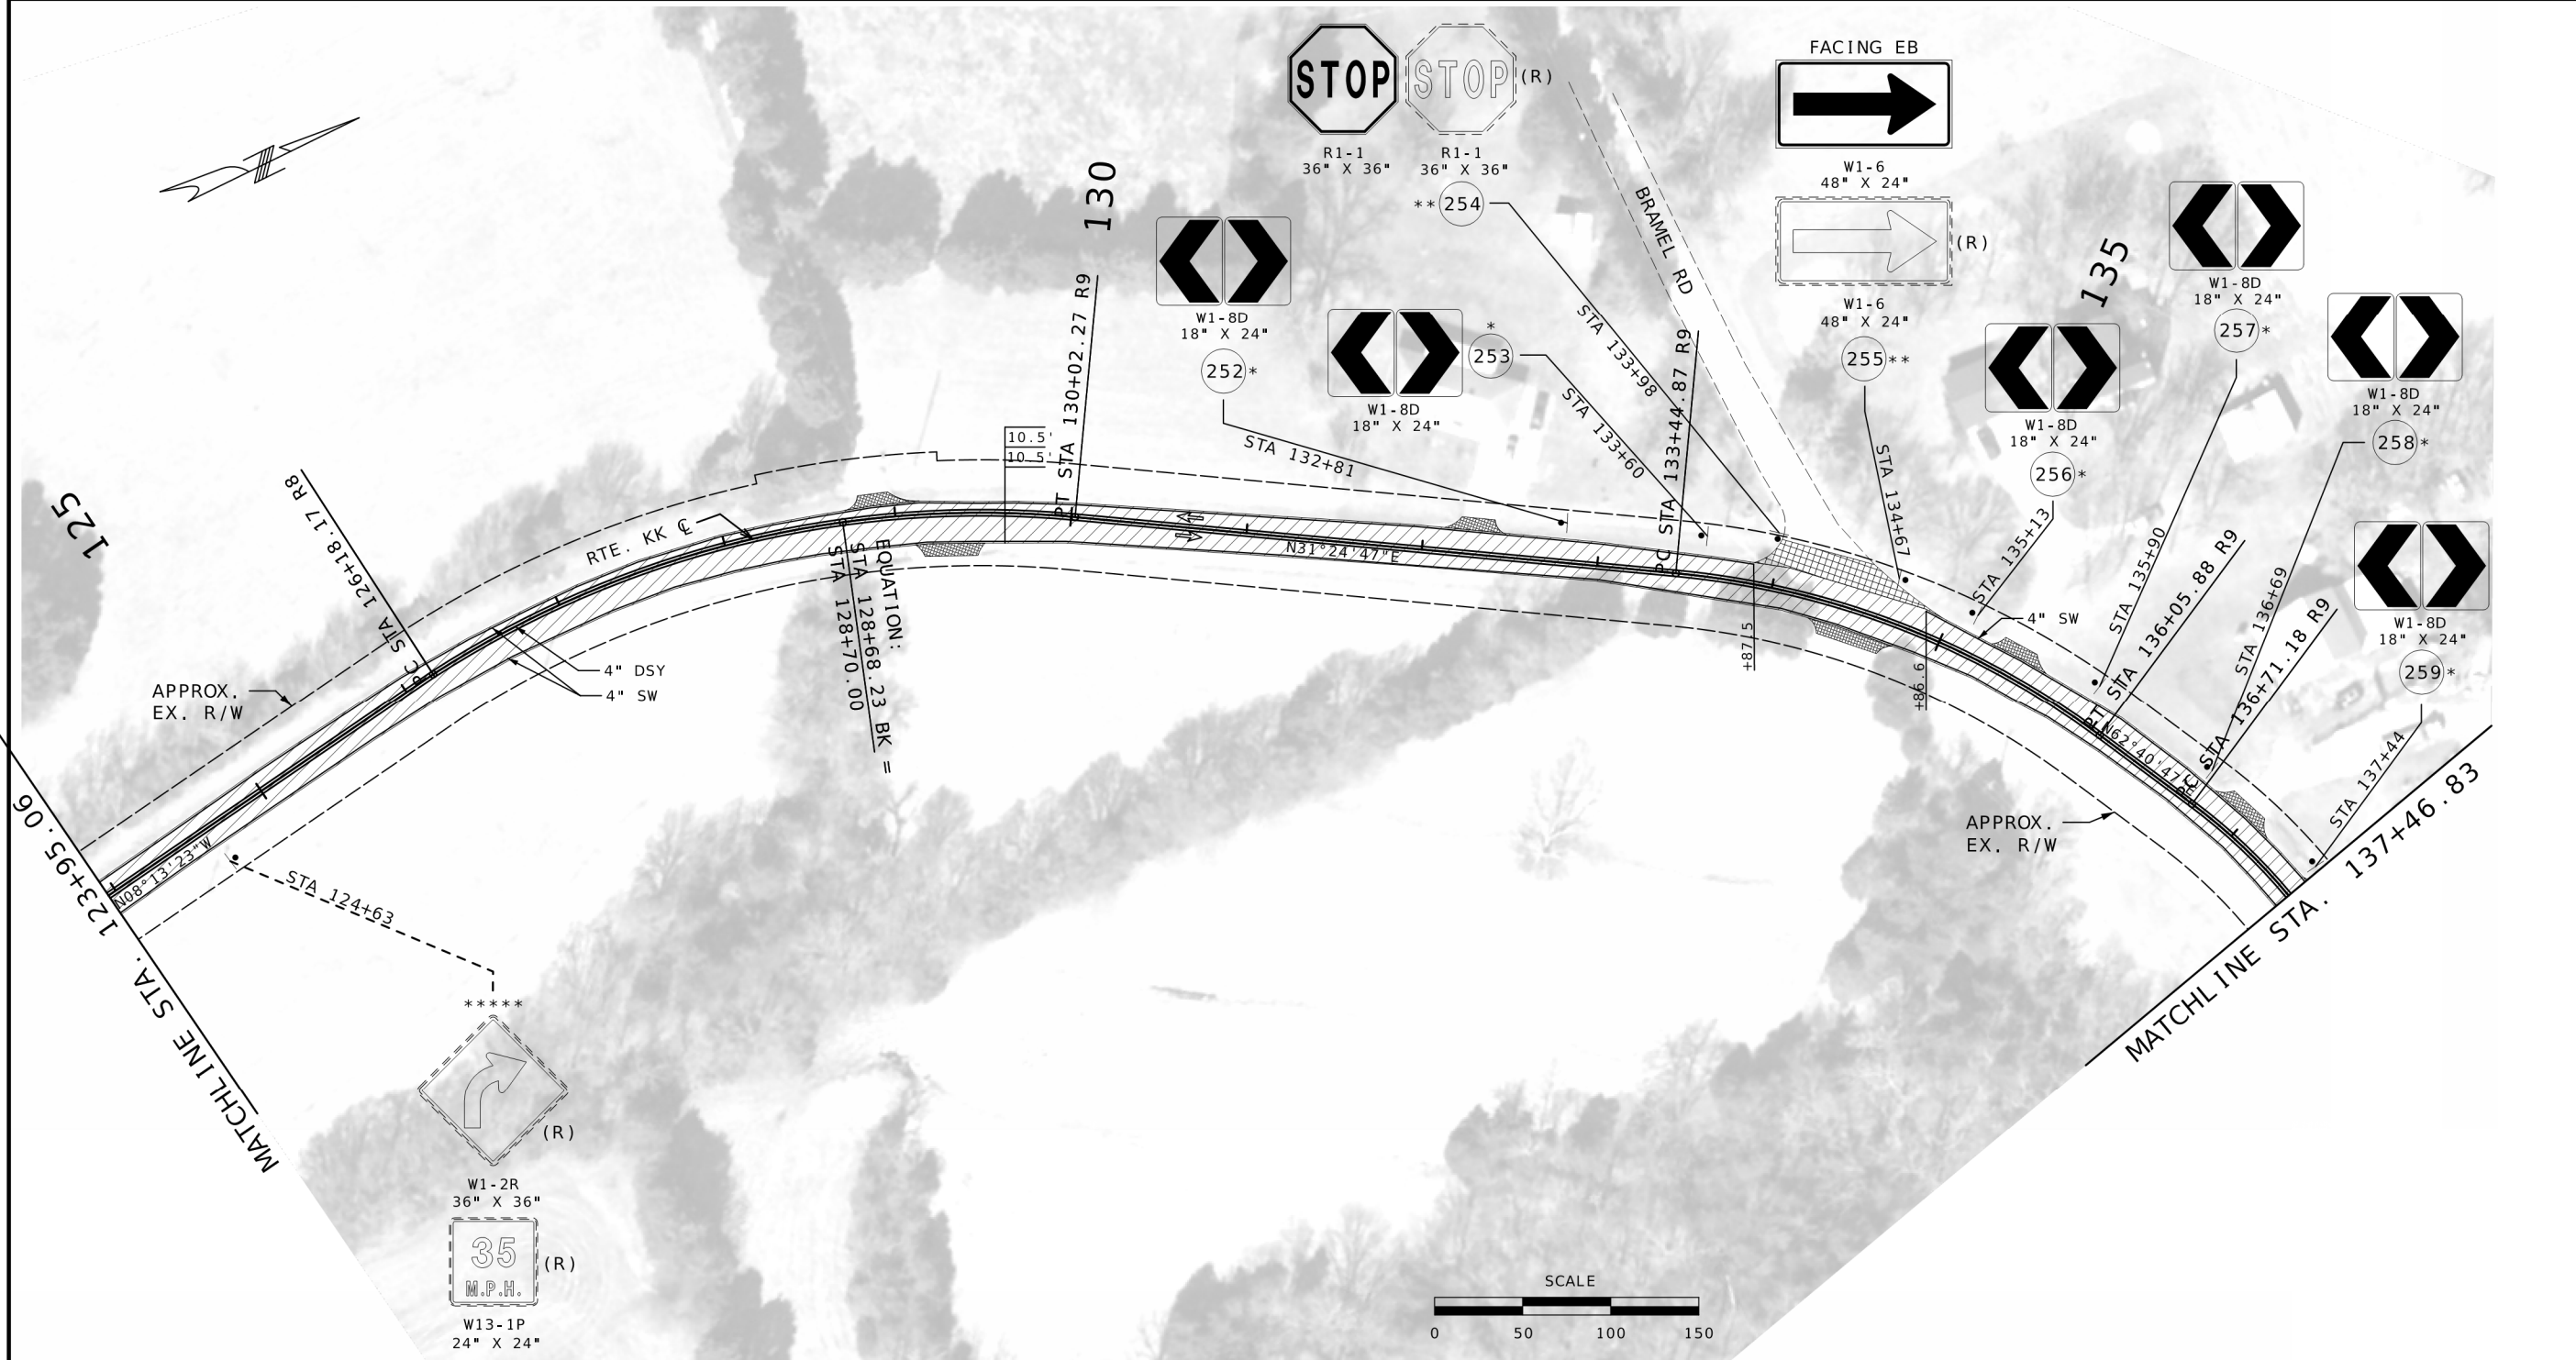 FACING EB
STOP
STOP
(R)
R1-1
36" X 36"
R1-1
36" X 36"
**
254
W1-6
48" X 24"
(R)
W1-6
48" X 24"
255
**
BRAMEL RD
130
135
125
W1-8D
18" X 24"
252
*
W1-8D
18" X 24"
*
253
W1-8D
18" X 24"
256
*
W1-8D
18" X 24"
257
*
W1-8D
18" X 24"
258
*
W1-8D
18" X 24"
259
*
STA 132+81
STA 133+60
STA 133+98
STA 134+67
STA 135+13
STA 135+90
STA 136+69
STA 137+44
PC STA 126+18.17 R8
PT STA 130+02.27 R9
PC STA 133+44.87 R9
PT STA 136+05.88 R9
PC STA 136+71.18 R9
10.5'
10.5'
RTE. KK ℄
EQUATION:
STA 128+68.23 BK =
STA 128+70.00
N31°24'47"E
N08°13'23"W
N62°40'47"E
+87.5
+86.6
4" SW
4" DSY
4" SW
APPROX.
EX. R/W
APPROX.
EX. R/W
MATCHLINE STA. 123+95.06
MATCHLINE STA. 137+46.83
STA 124+63
*****
(R)
W1-2R
36" X 36"
35
M.P.H.
(R)
W13-1P
24" X 24"
SCALE
0 50 100 150